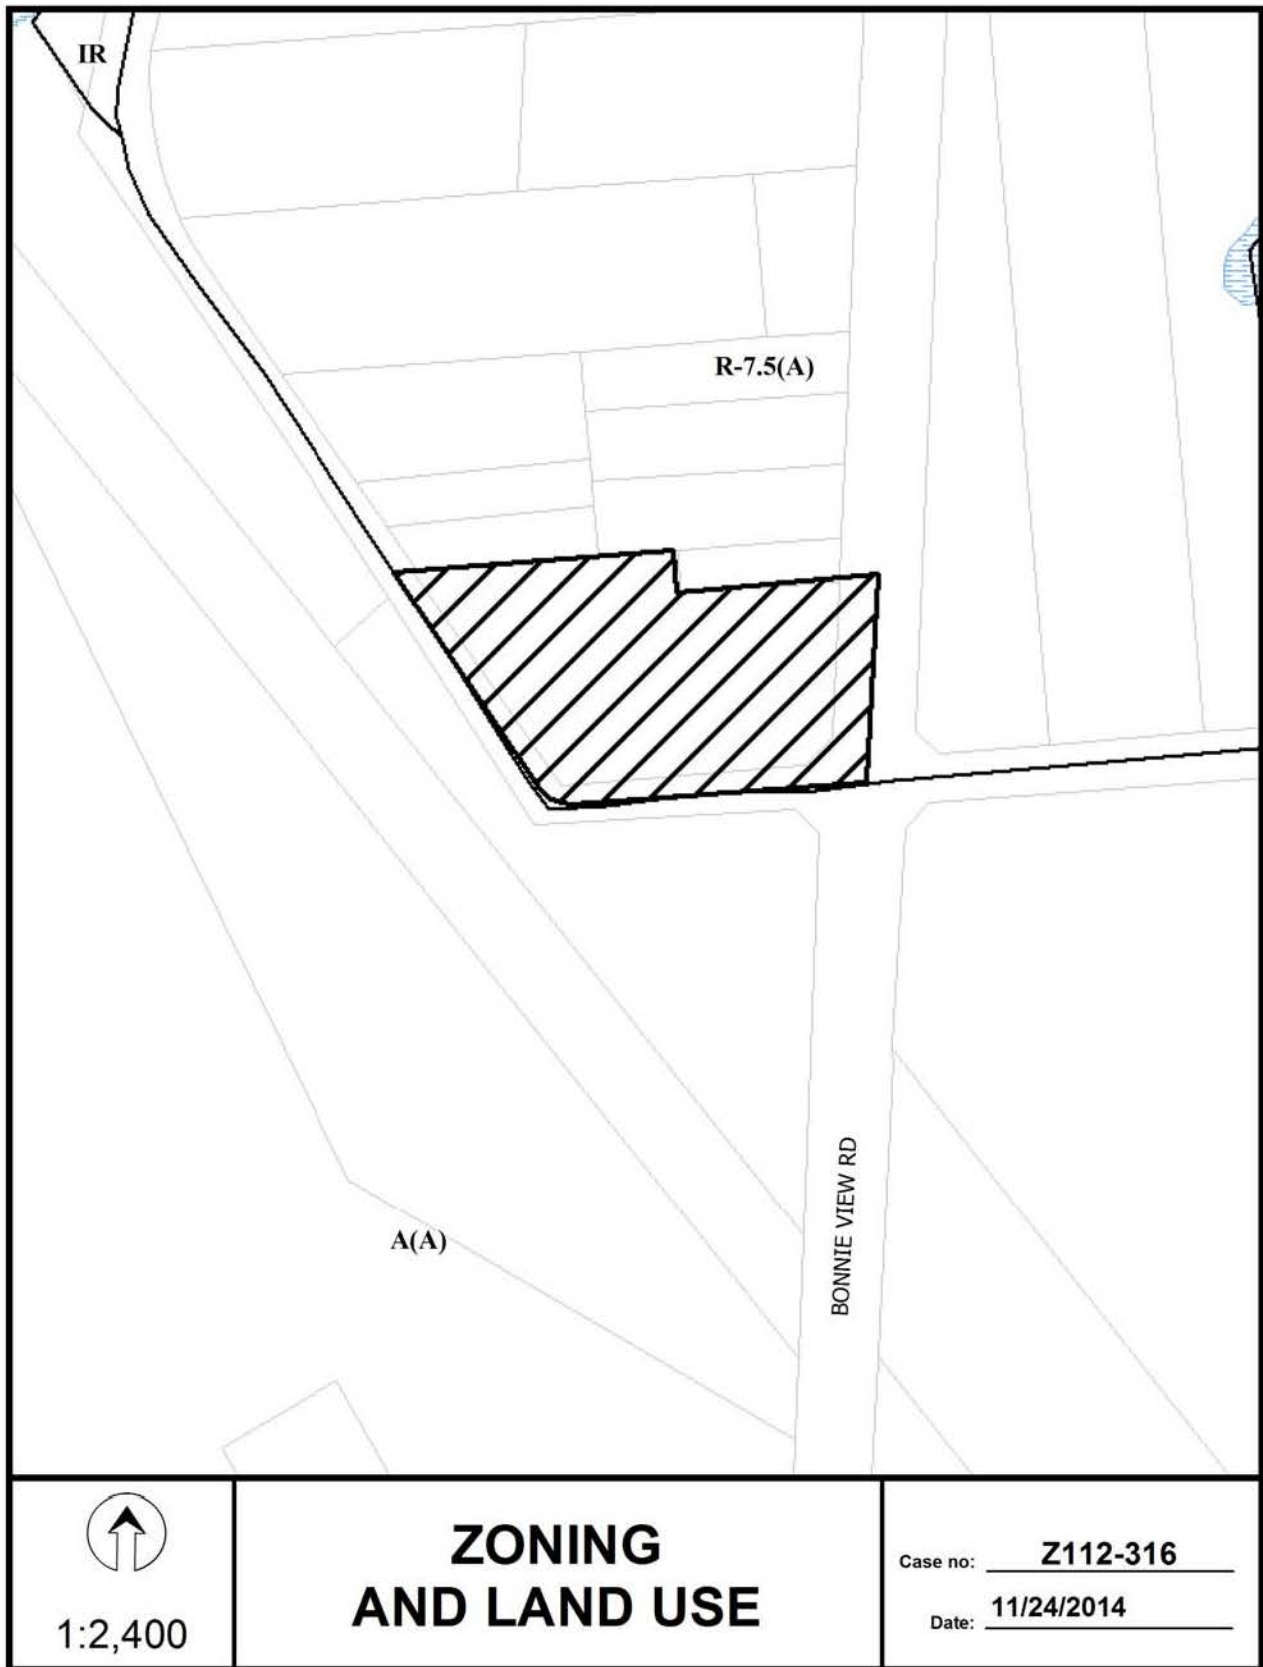 IR
R-7.5(A)
A(A)
BONNIE VIEW RD
1:2,400
ZONING
AND LAND USE
Case no: Z112-316
Date: 11/24/2014